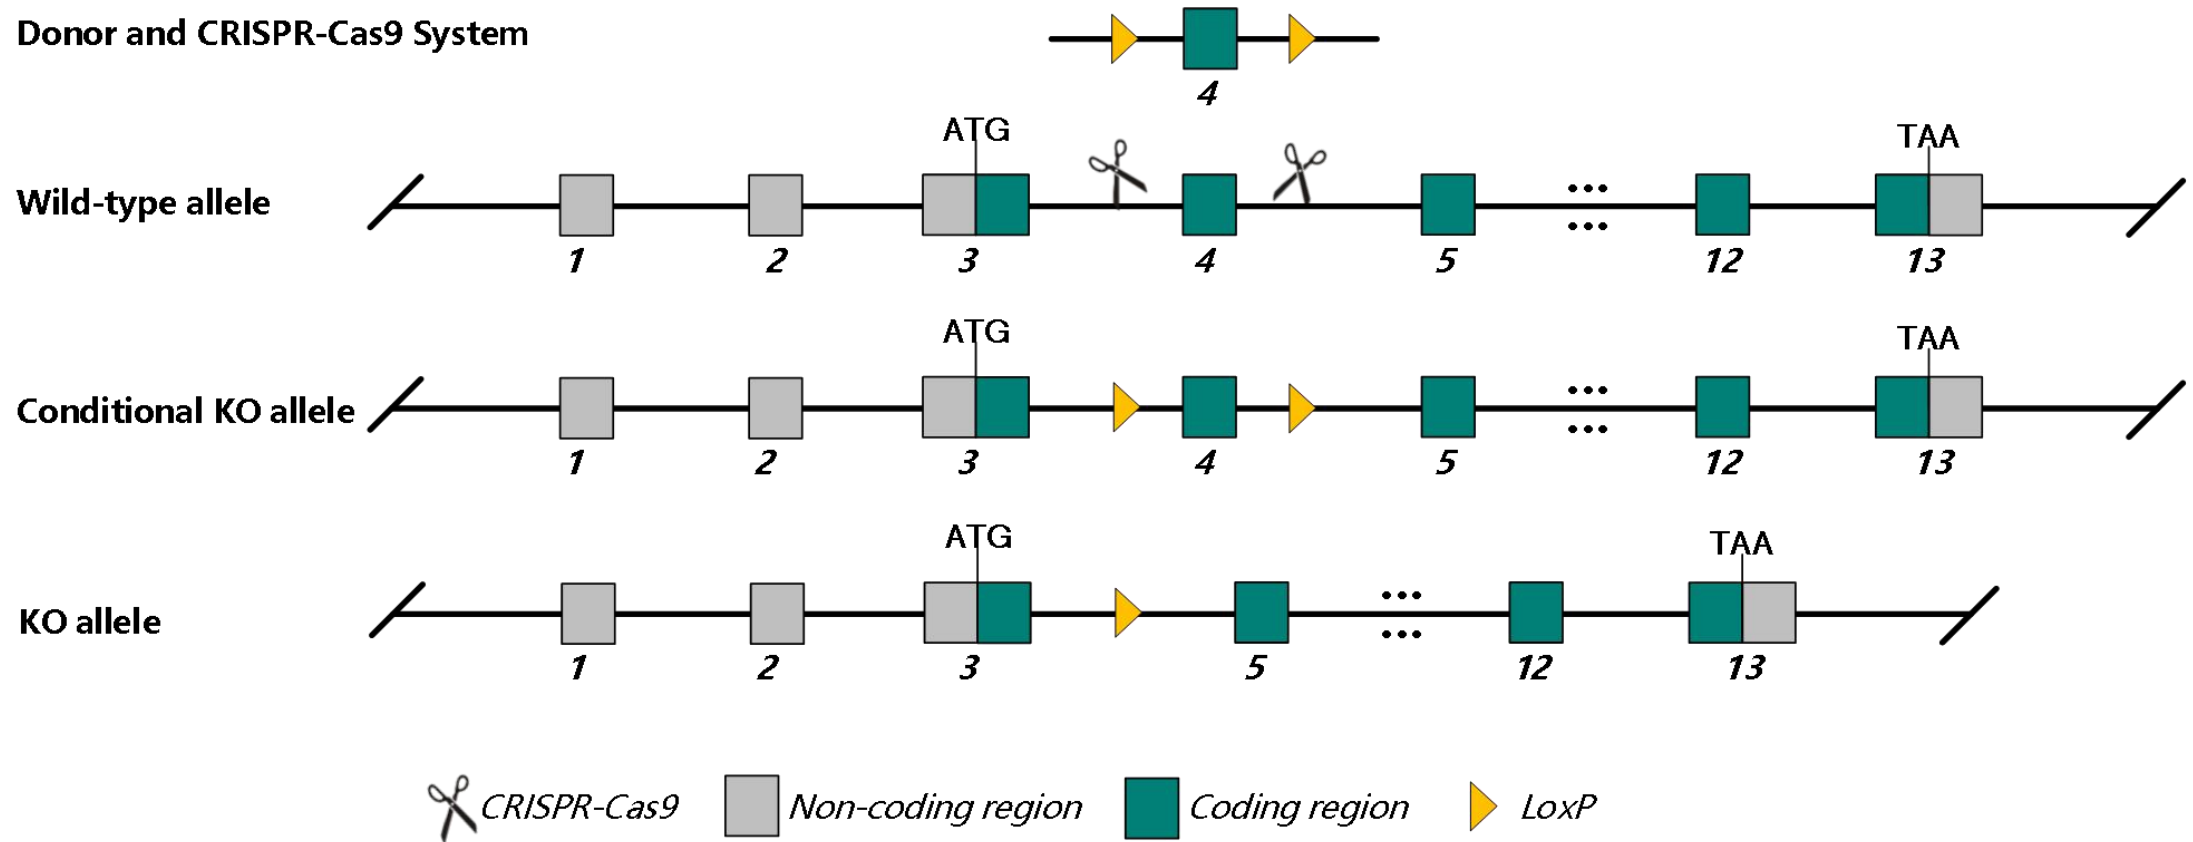 Donor and CRISPR-Cas9 System
4
ATG TAA
Wild-type allele
1 2 3 4 5 12 13
ATG TAA
Conditional KO allele
1 2 3 4 5 12 13
ATG TAA
KO allele
1 2 3 5 12 13
CRISPR-Cas9 Non-coding region Coding region LoxP